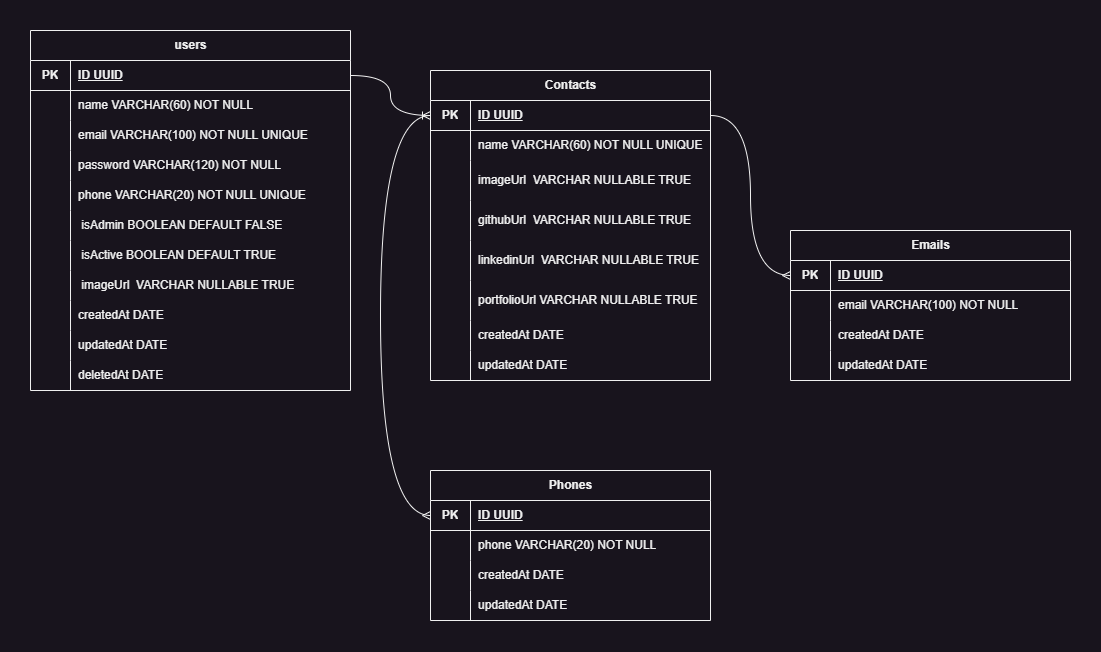 users
PK ID UUID
name VARCHAR(60) NOT NULL
email VARCHAR(100) NOT NULL UNIQUE
password VARCHAR(120) NOT NULL
phone VARCHAR(20) NOT NULL UNIQUE
isAdmin BOOLEAN DEFAULT FALSE
isActive BOOLEAN DEFAULT TRUE
imageUrl VARCHAR NULLABLE TRUE
createdAt DATE
updatedAt DATE
deletedAt DATE
Contacts
PK ID UUID
name VARCHAR(60) NOT NULL UNIQUE
imageUrl VARCHAR NULLABLE TRUE
githubUrl VARCHAR NULLABLE TRUE
linkedinUrl VARCHAR NULLABLE TRUE
portfolioUrl VARCHAR NULLABLE TRUE
createdAt DATE
updatedAt DATE
Emails
PK ID UUID
email VARCHAR(100) NOT NULL
createdAt DATE
updatedAt DATE
Phones
PK ID UUID
phone VARCHAR(20) NOT NULL
createdAt DATE
updatedAt DATE